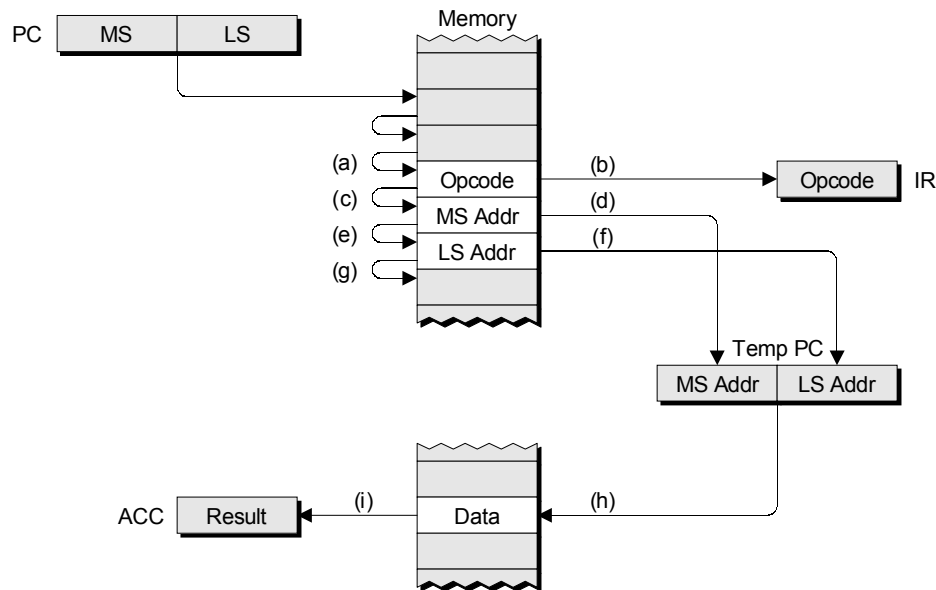 Memory
PC MS LS
(a)
(b)
Opcode
Opcode IR
(c)
(d)
MS Addr
(e)
(f)
LS Addr
(g)
Temp PC
MS Addr LS Addr
ACC Result (i) Data (h)